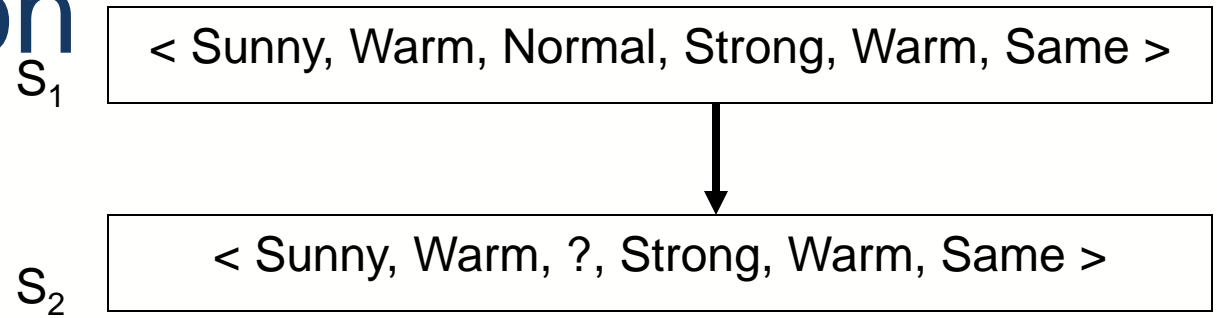 on
S₁ < Sunny, Warm, Normal, Strong, Warm, Same >
S₂ < Sunny, Warm, ?, Strong, Warm, Same >